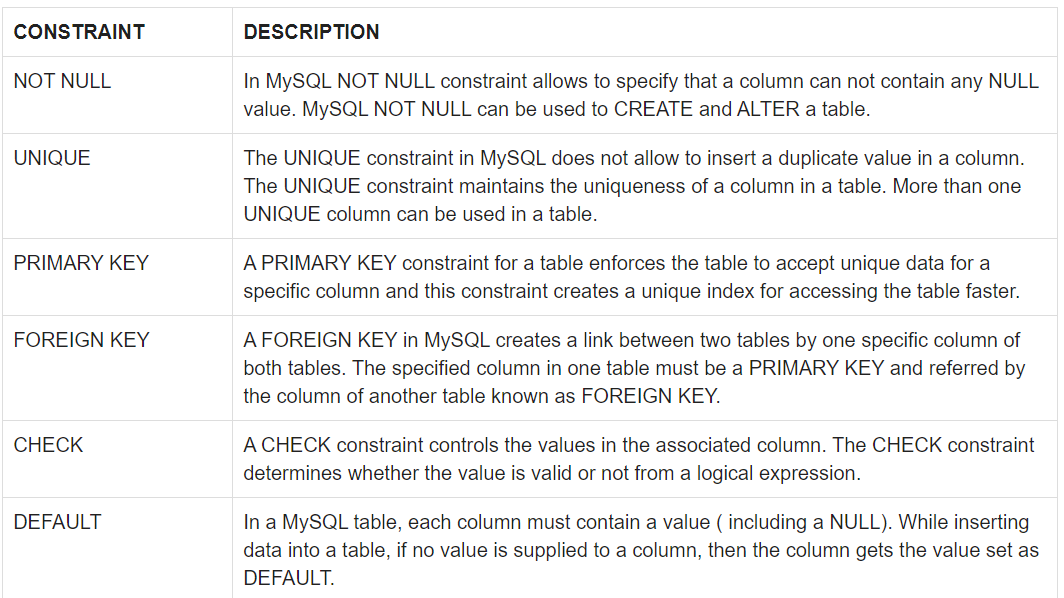 CONSTRAINT DESCRIPTION
NOT NULL In MySQL NOT NULL constraint allows to specify that a column can not contain any NULL
value. MySQL NOT NULL can be used to CREATE and ALTER a table.
UNIQUE The UNIQUE constraint in MySQL does not allow to insert a duplicate value in a column.
The UNIQUE constraint maintains the uniqueness of a column in a table. More than one
UNIQUE column can be used in a table.
PRIMARY KEY A PRIMARY KEY constraint for a table enforces the table to accept unique data for a
specific column and this constraint creates a unique index for accessing the table faster.
FOREIGN KEY A FOREIGN KEY in MySQL creates a link between two tables by one specific column of
both tables. The specified column in one table must be a PRIMARY KEY and referred by
the column of another table known as FOREIGN KEY.
CHECK A CHECK constraint controls the values in the associated column. The CHECK constraint
determines whether the value is valid or not from a logical expression.
DEFAULT In a MySQL table, each column must contain a value ( including a NULL). While inserting
data into a table, if no value is supplied to a column, then the column gets the value set as
DEFAULT.